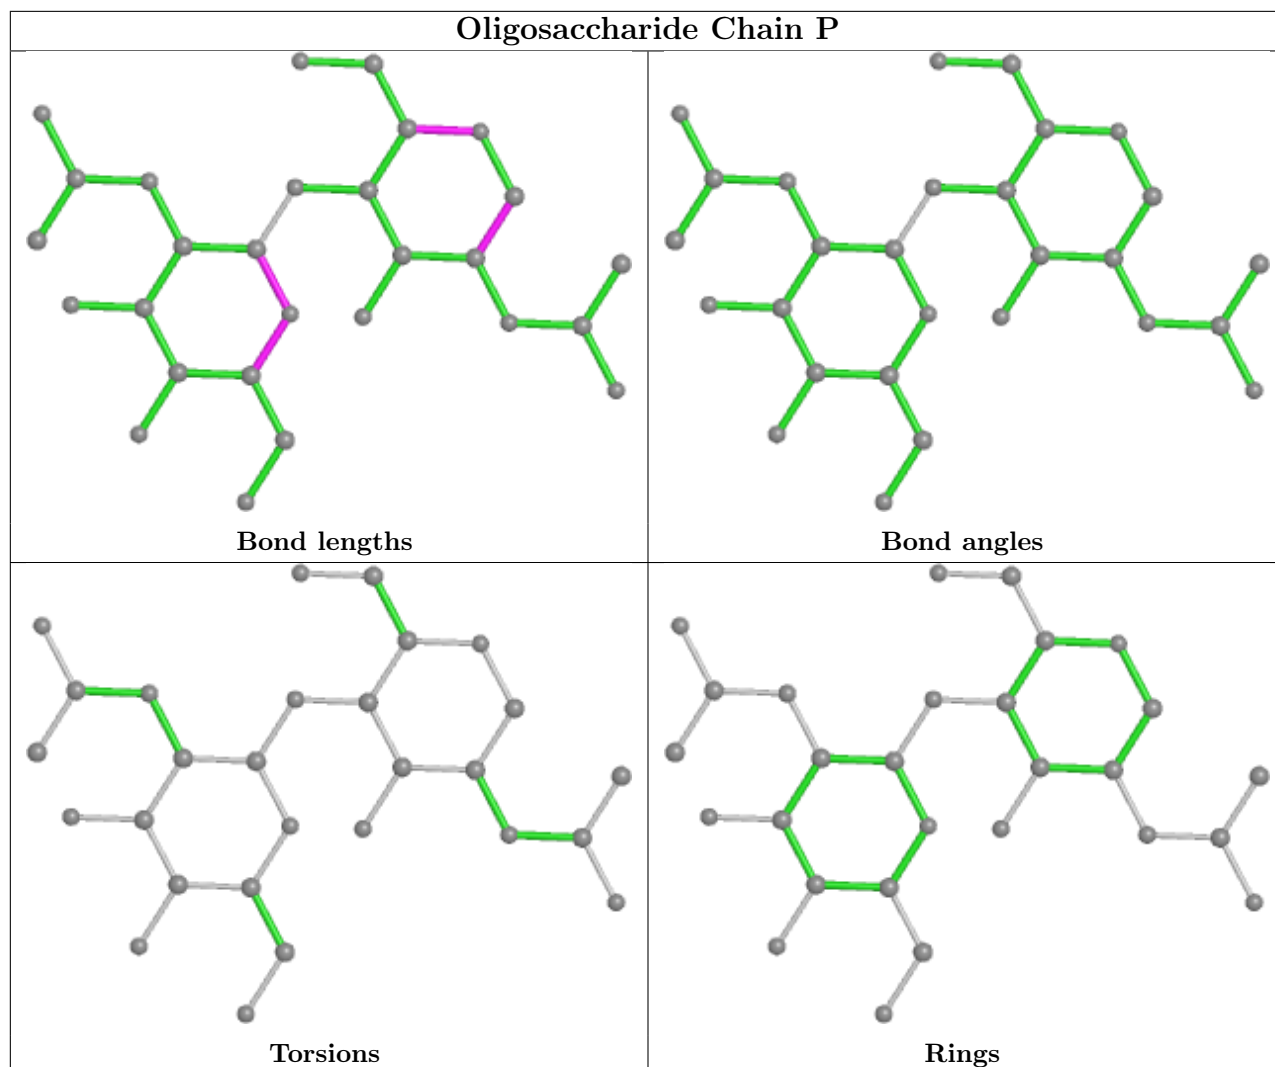 Oligosaccharide Chain P
Bond lengths
Bond angles
Torsions
Rings